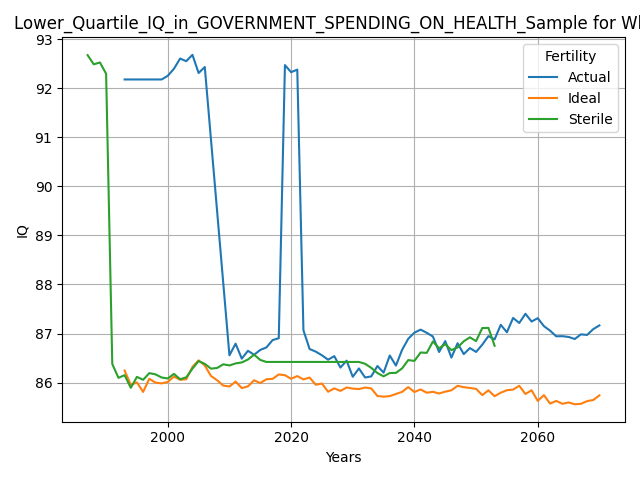 Lower_Quartile_IQ_in_GOVERNMENT_SPENDING_ON_HEALTH_Sample for
93
92
91
90
89
88
87
86
IQ
Fertility
Actual
Ideal
Sterile
2000
2020
2040
2060
Years